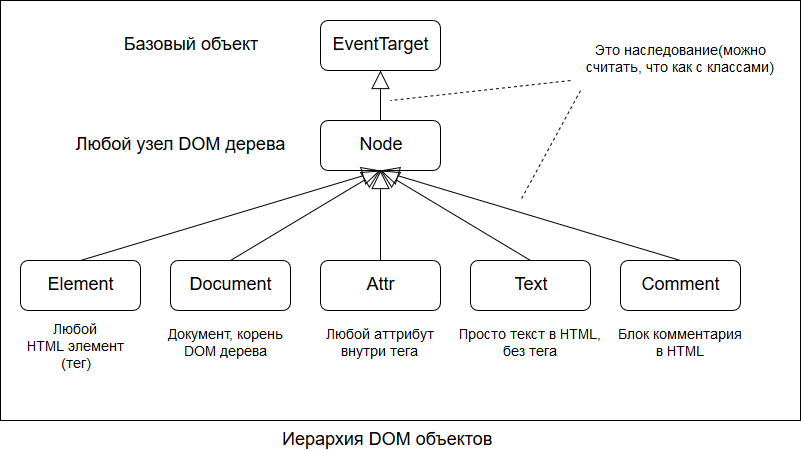 Базовый объект
EventTarget
Это наследование(можно
считать, что как с классами)
Любой узел DOM дерева
Node
Element
Document
Attr
Text
Comment
Любой
HTML элемент
(тег)
Документ, корень
DOM дерева
Любой аттрибут
внутри тега
Просто текст в HTML,
без тега
Блок комментария
в HTML
Иерархия DOM объектов